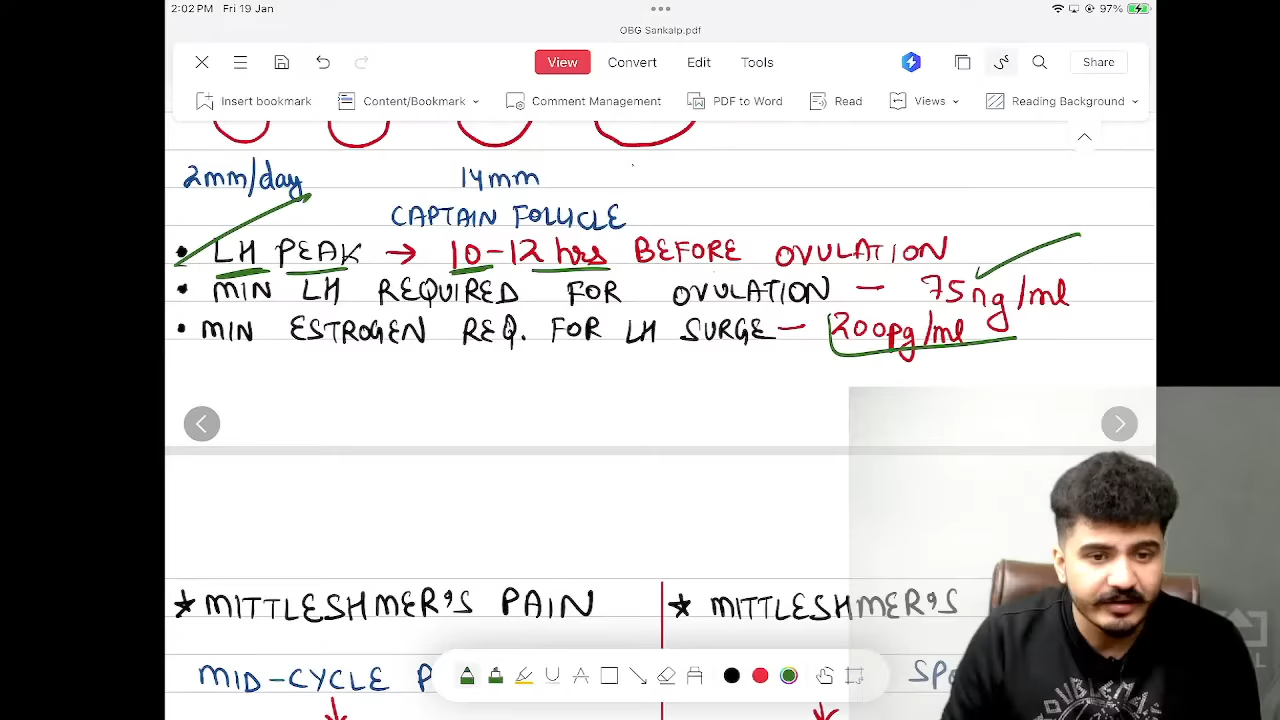 2:02 PM Fri 19 Jan
97%
OBG Sankalp.pdf
View Convert Edit Tools Share
Insert bookmark Content/Bookmark Comment Management PDF to Word Read Views Reading Background
2mm/day 14mm
CAPTAIN FOLLICLE
• LH PEAK → 10-12 hrs BEFORE OVULATION
• MIN LH REQUIRED FOR OVULATION — 75ng/ml
• MIN ESTROGEN REQ. FOR LH SURGE — 200pg/ml
★ MITTLESHMER'S PAIN
★ MITTLESHMER'S
MID-CYCLE